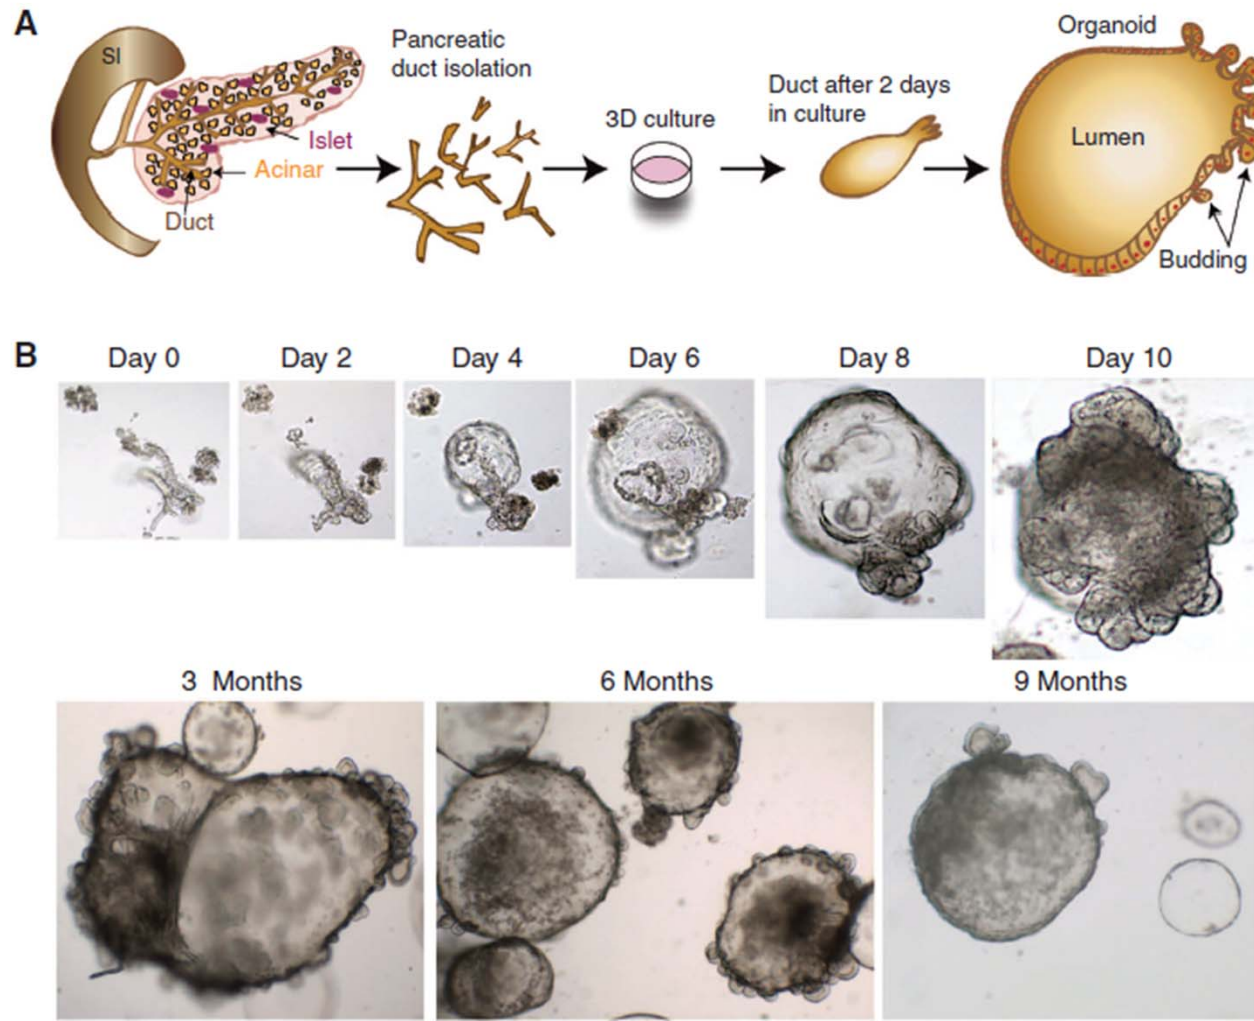 A
SI
Islet
Acinar
Duct
Pancreatic
duct isolation
3D culture
Duct after 2 days
in culture
Organoid
Lumen
Budding
B
Day 0
Day 2
Day 4
Day 6
Day 8
Day 10
3 Months
6 Months
9 Months